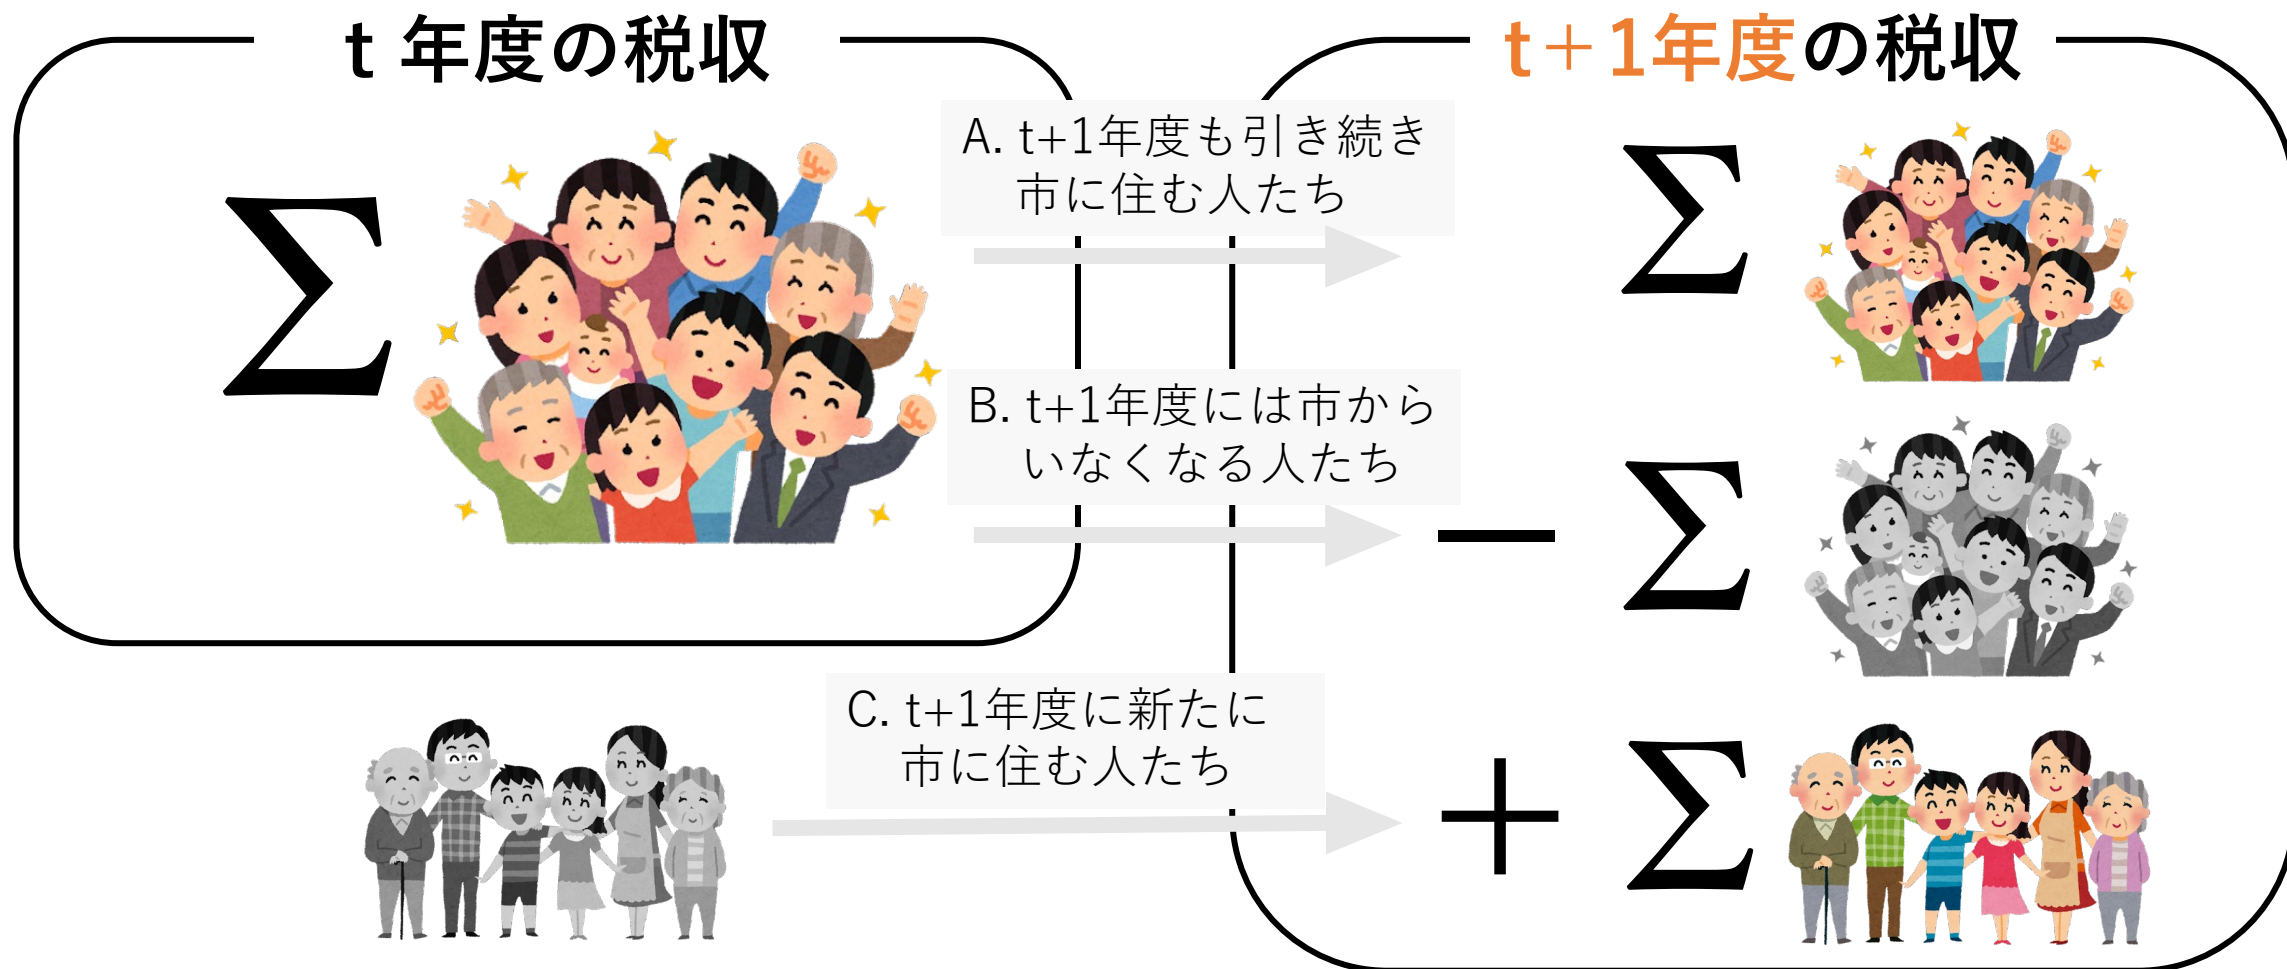 t 年度の税収
t＋1年度の税収
A. t+1年度も引き続き
市に住む人たち
∑
∑
B. t+1年度には市から
いなくなる人たち
− ∑
C. t+1年度に新たに
市に住む人たち
+ ∑